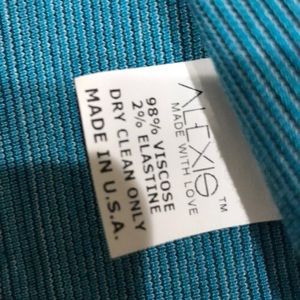 ALEXIS™
MADE WITH LOVE
98% VISCOSE
2% ELASTINE
DRY CLEAN ONLY
MADE IN U.S.A.